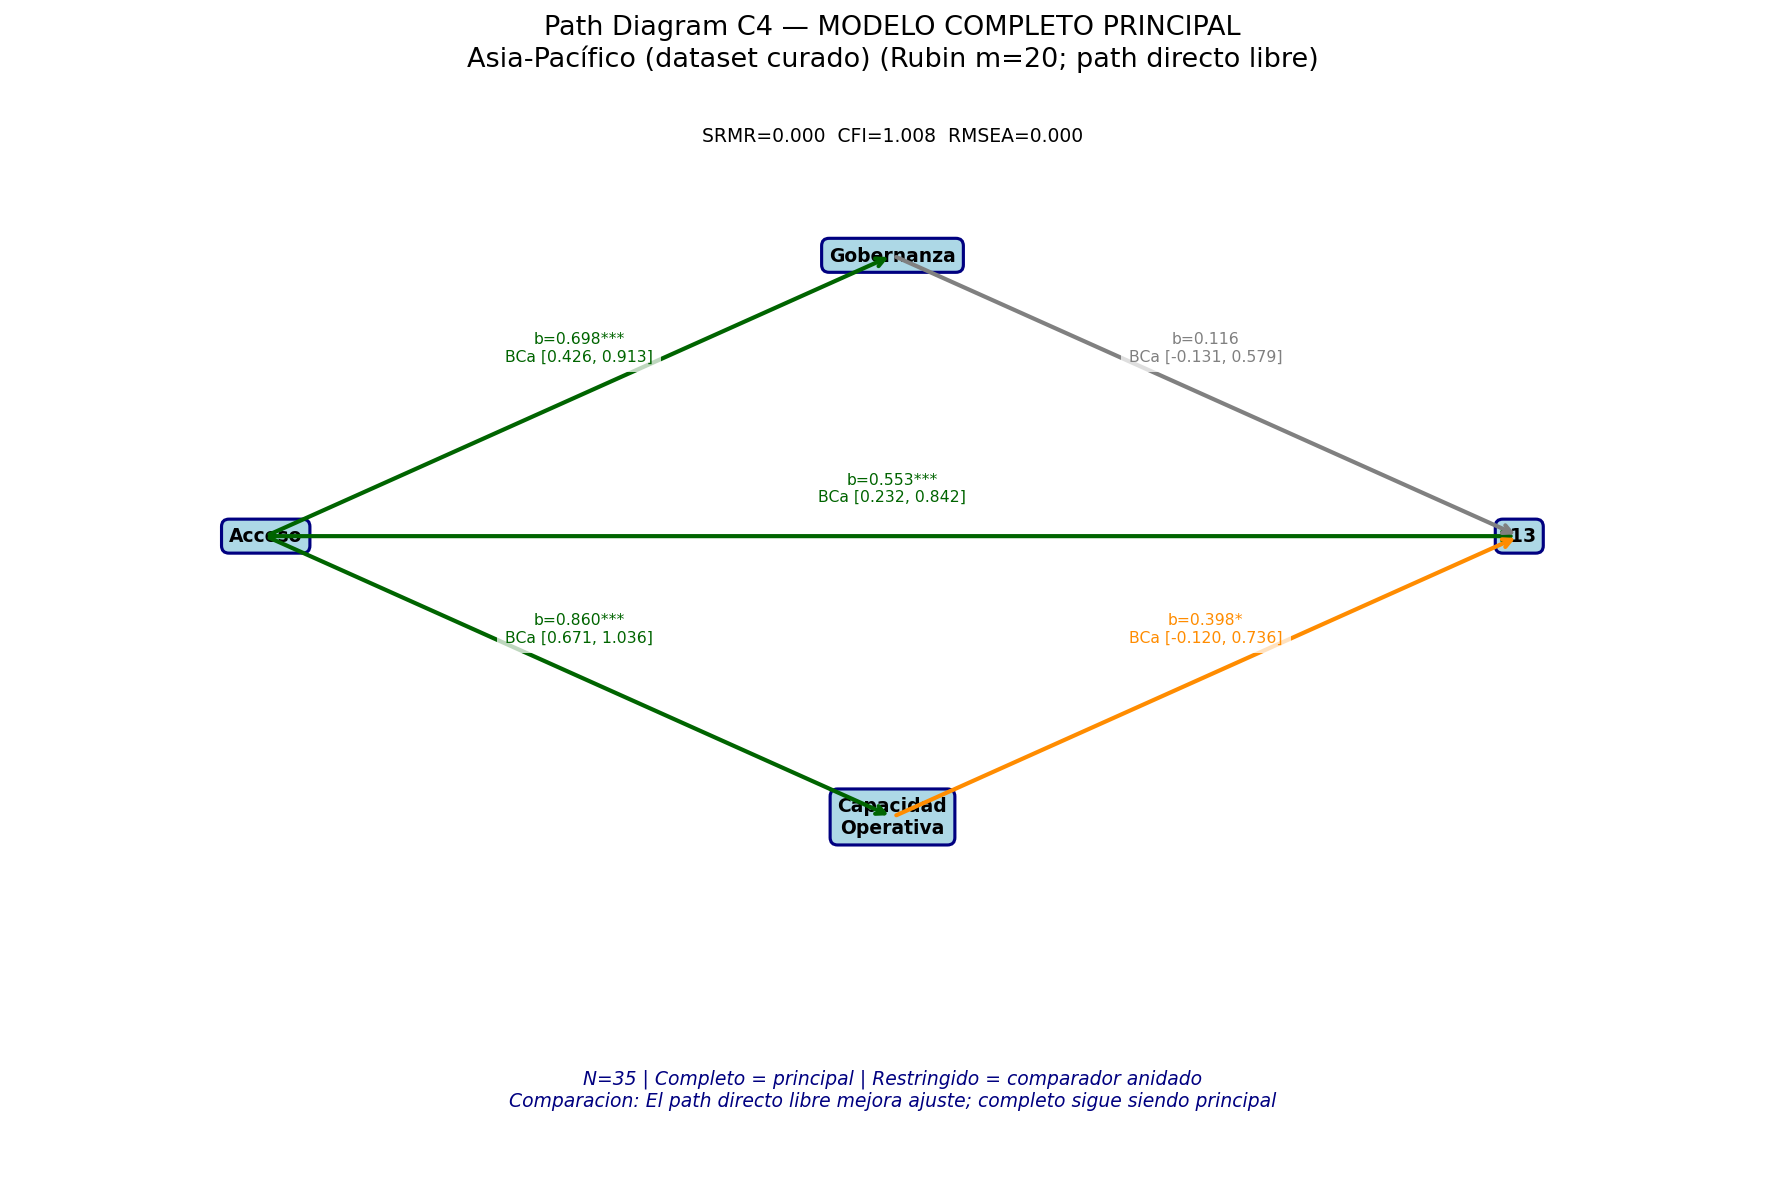 Path Diagram C4 — MODELO COMPLETO PRINCIPAL
Asia-Pacífico (dataset curado) (Rubin m=20; path directo libre)
SRMR=0.000  CFI=1.008  RMSEA=0.000
Gobernanza
b=0.698***
BCa [0.426, 0.913]
b=0.116
BCa [-0.131, 0.579]
b=0.553***
BCa [0.232, 0.842]
Acceso
13
b=0.860***
BCa [0.671, 1.036]
b=0.398*
BCa [-0.120, 0.736]
Capacidad
Operativa
N=35 | Completo = principal | Restringido = comparador anidado
Comparacion: El path directo libre mejora ajuste; completo sigue siendo principal